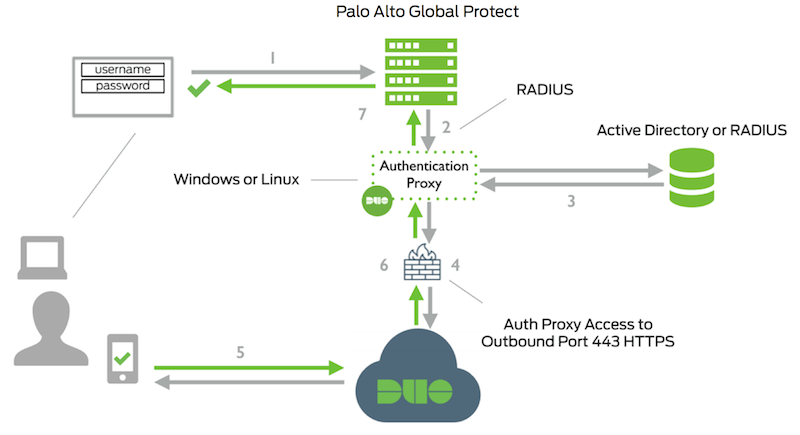 Palo Alto Global Protect
1
username
password
7
2
RADIUS
Active Directory or RADIUS
Authentication
Proxy
Windows or Linux
DUO
3
6
4
Auth Proxy Access to
Outbound Port 443 HTTPS
5
DUO